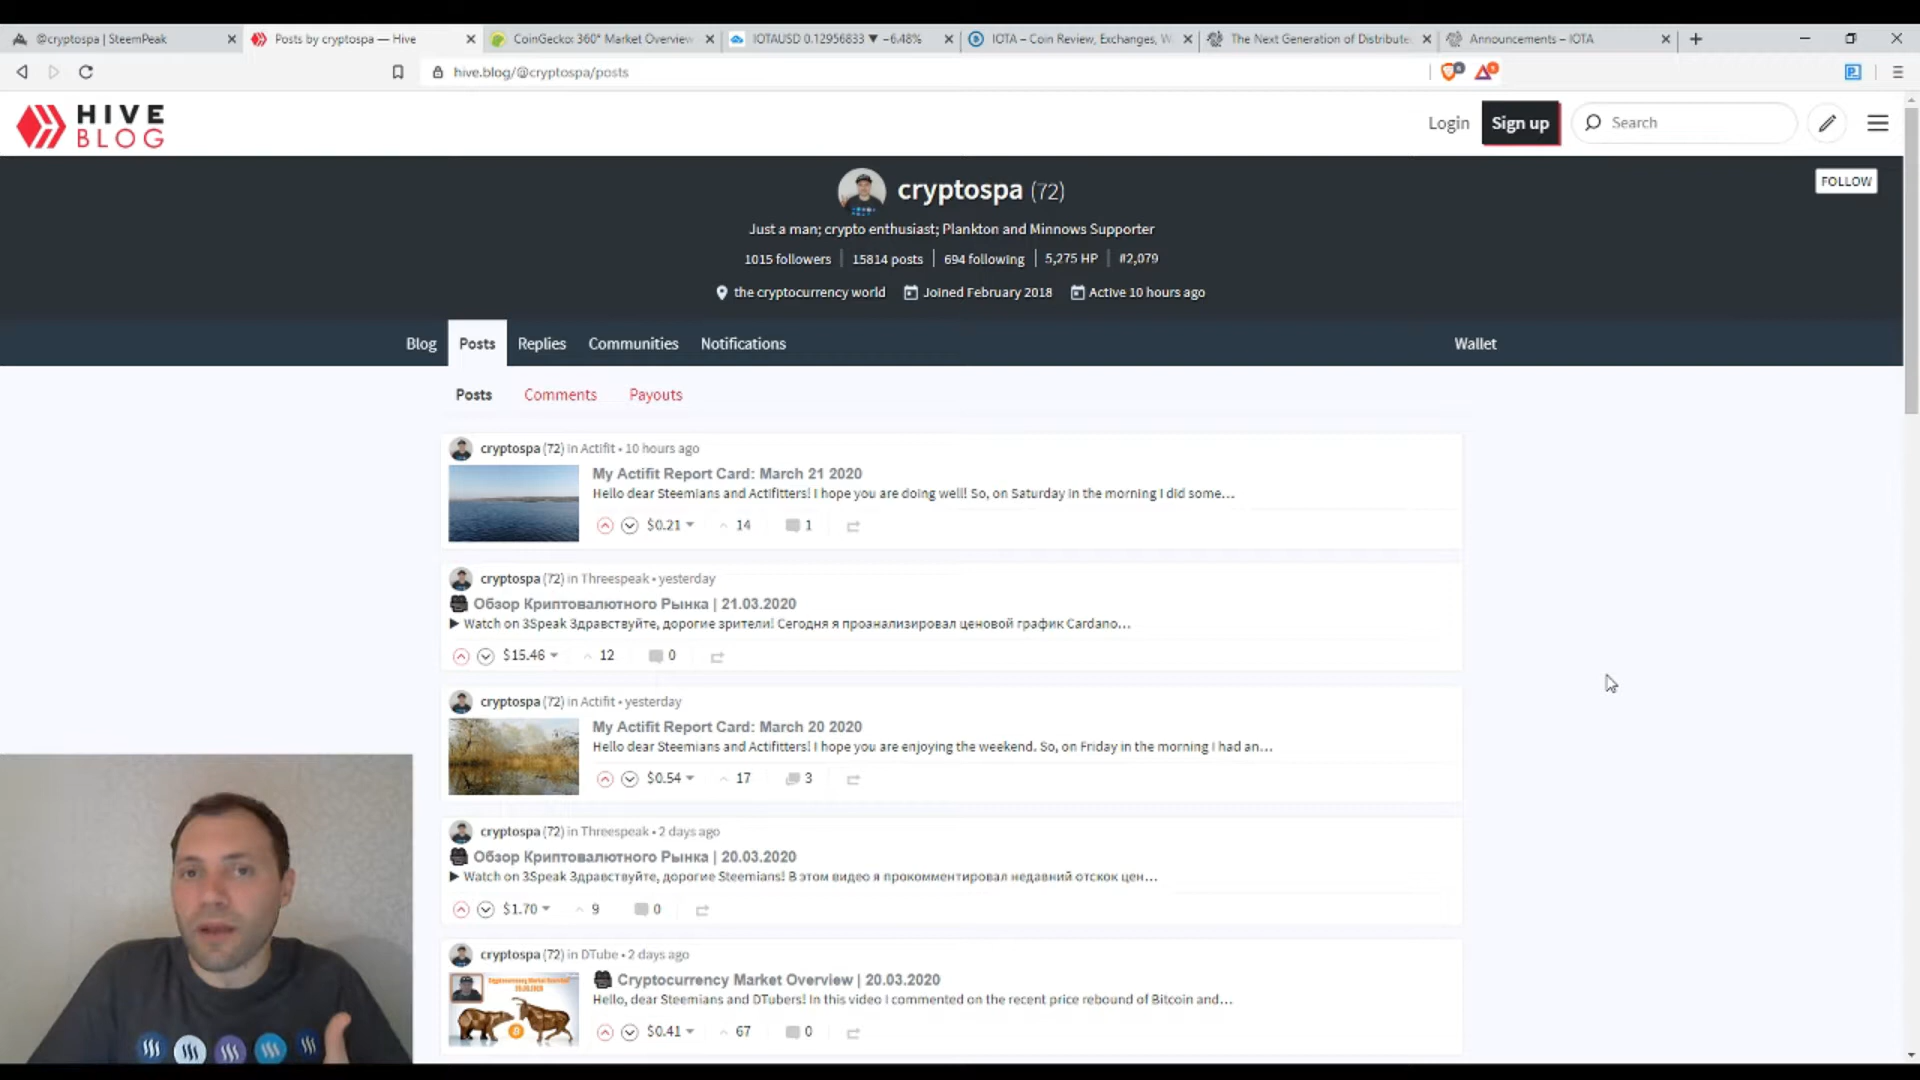 @cryptospa | SteemPeak
Posts by cryptospa — Hive
CoinGecko: 360° Market Overview
IOTAUSD 0.12956833 ▼ −6.48%
IOTA – Coin Review, Exchanges, W
The Next Generation of Distribute
Announcements – IOTA
hive.blog/@cryptospa/posts
HIVE
BLOG
Login
Sign up
Search
cryptospa (72)
FOLLOW
Just a man; crypto enthusiast; Plankton and Minnows Supporter
1015 followers
15814 posts
694 following
5,275 HP
#2,079
the cryptocurrency world
Joined February 2018
Active 10 hours ago
Blog
Posts
Replies
Communities
Notifications
Wallet
Posts
Comments
Payouts
cryptospa (72) in Actifit • 10 hours ago
My Actifit Report Card: March 21 2020
Hello dear Steemians and Actifitters! I hope you are doing well! So, on Saturday in the morning I did some...
$0.21
14
1
cryptospa (72) in Threespeak • yesterday
Обзор Криптовалютного Рынка | 21.03.2020
▶ Watch on 3Speak Здравствуйте, дорогие зрители! Сегодня я проанализировал ценовой график Cardano...
$15.46
12
0
cryptospa (72) in Actifit • yesterday
My Actifit Report Card: March 20 2020
Hello dear Steemians and Actifitters! I hope you are enjoying the weekend. So, on Friday in the morning I had an...
$0.54
17
3
cryptospa (72) in Threespeak • 2 days ago
Обзор Криптовалютного Рынка | 20.03.2020
▶ Watch on 3Speak Здравствуйте, дорогие Steemians! В этом видео я прокомментировал недавний отскок цен...
$1.70
9
0
cryptospa (72) in DTube • 2 days ago
Cryptocurrency Market Overview | 20.03.2020
Hello, dear Steemians and DTubers! In this video I commented on the recent price rebound of Bitcoin and...
$0.41
67
0
Cryptocurrency Market Overview
20.03.2020